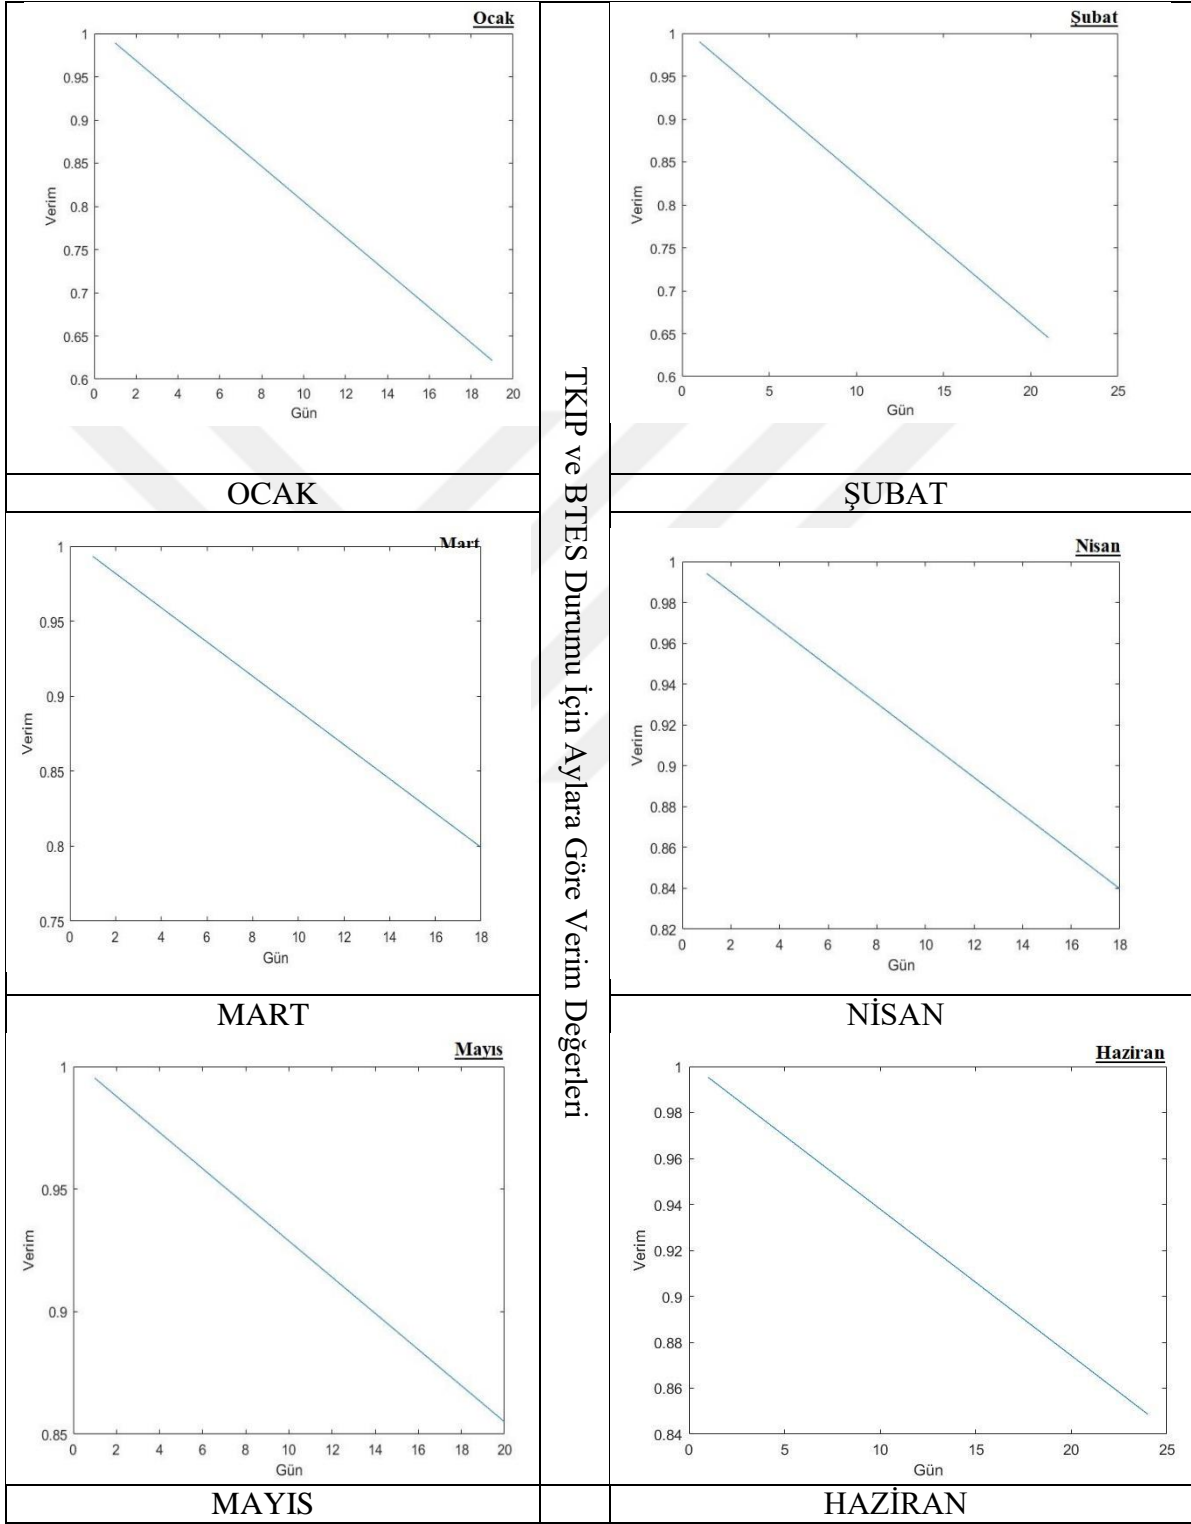 Ocak
1
0.95
0.9
0.85
0.8
0.75
0.7
0.65
0.6
Verim
0 2 4 6 8 10 12 14 16 18 20
Gün
OCAK
Şubat
1
0.95
0.9
0.85
0.8
0.75
0.7
0.65
0.6
Verim
0 5 10 15 20 25
Gün
ŞUBAT
TKIP ve BTES Durumu İçin Aylara Göre Verim Değerleri
Mart
1
0.95
0.9
0.85
0.8
0.75
Verim
0 2 4 6 8 10 12 14 16 18
Gün
MART
Nisan
1
0.98
0.96
0.94
0.92
0.9
0.88
0.86
0.84
0.82
Verim
0 2 4 6 8 10 12 14 16 18
Gün
NİSAN
Mayıs
1
0.95
0.9
0.85
Verim
0 2 4 6 8 10 12 14 16 18 20
Gün
MAYIS
Haziran
1
0.98
0.96
0.94
0.92
0.9
0.88
0.86
0.84
Verim
0 5 10 15 20 25
Gün
HAZİRAN